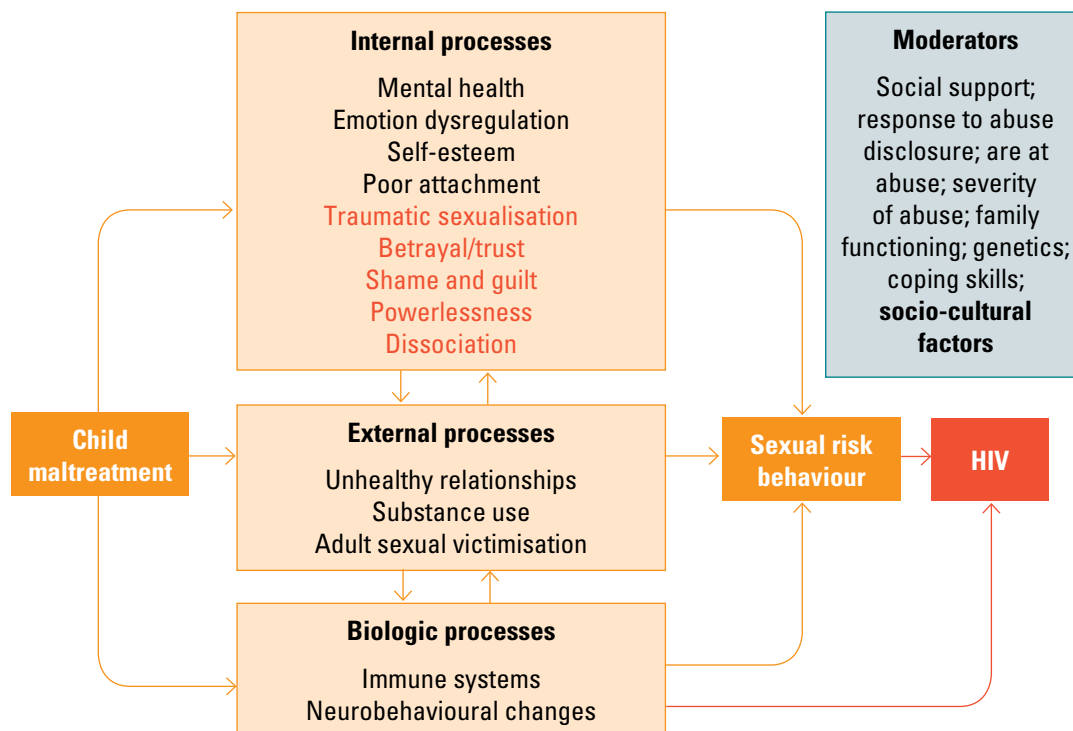 Internal processes
Mental health
Emotion dysregulation
Self-esteem
Poor attachment
Traumatic sexualisation
Betrayal/trust
Shame and guilt
Powerlessness
Dissociation
Moderators
Social support;
response to abuse
disclosure; are at
abuse; severity
of abuse; family
functioning; genetics;
coping skills;
socio-cultural
factors
Child
maltreatment
External processes
Unhealthy relationships
Substance use
Adult sexual victimisation
Sexual risk
behaviour
HIV
Biologic processes
Immune systems
Neurobehavioural changes